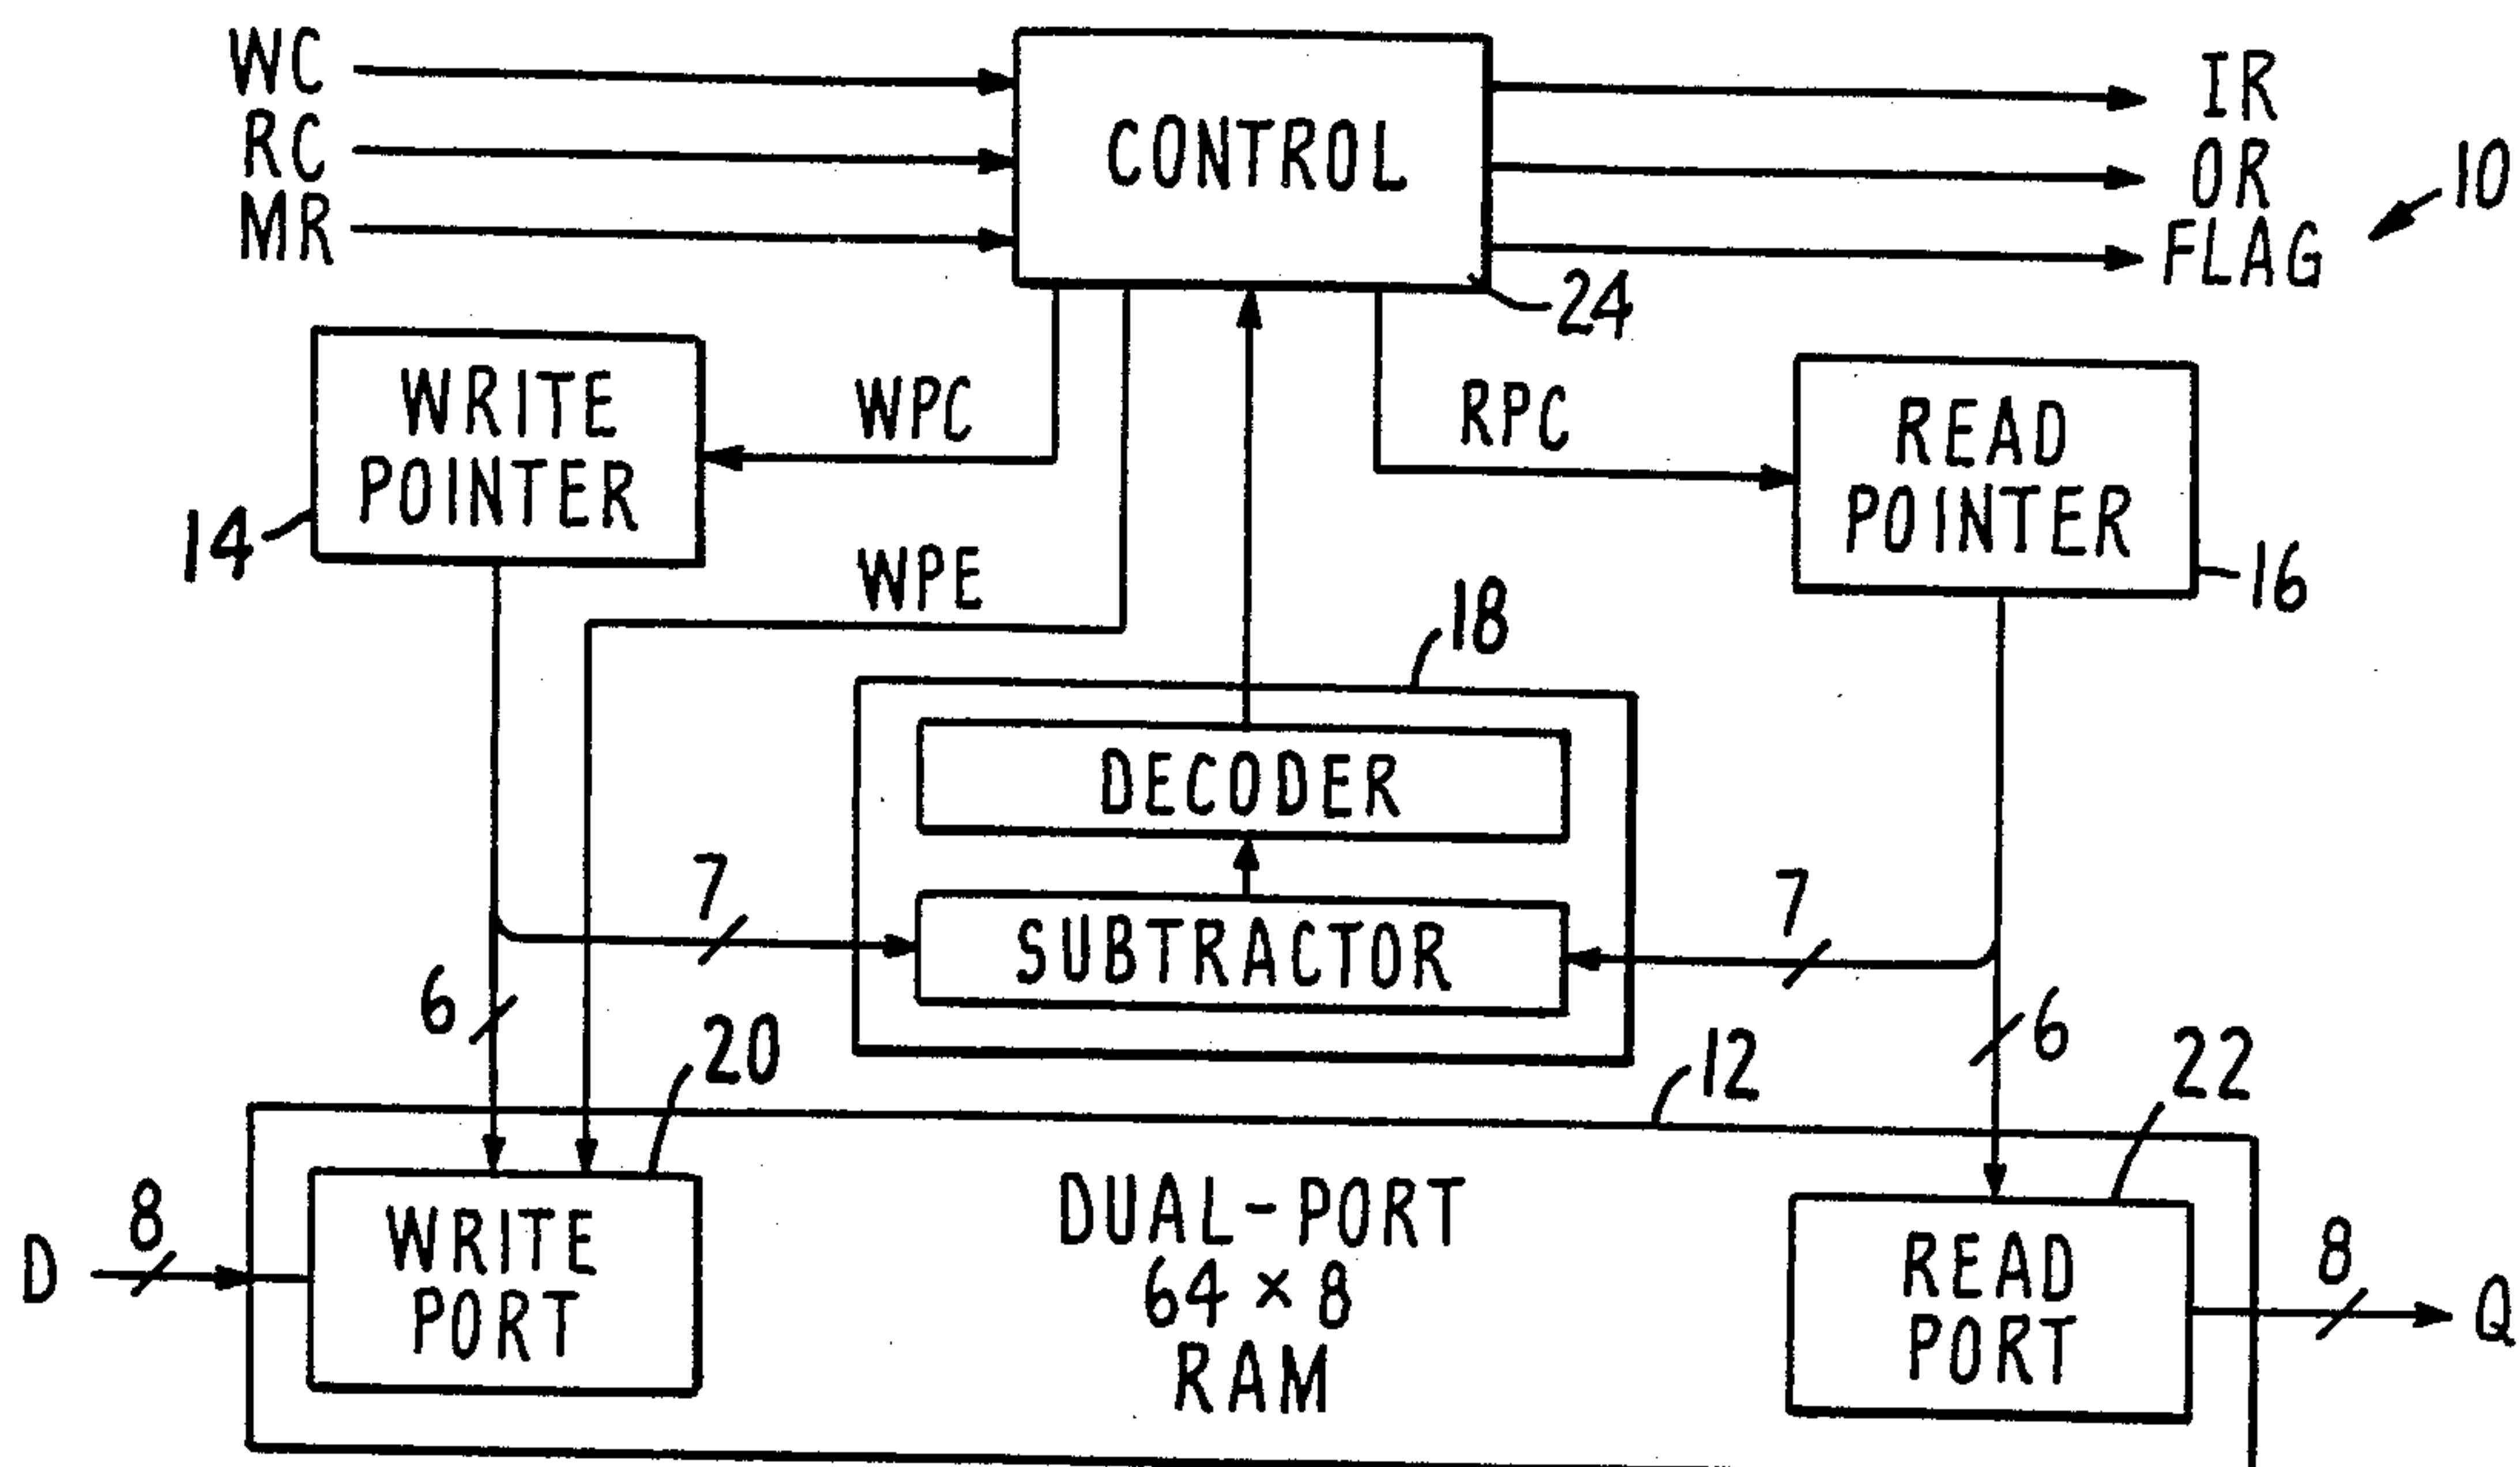 WC
RC
MR
CONTROL
IR
OR
FLAG
10
24
WRITE
POINTER
14
WPC
RPC
READ
POINTER
16
WPE
18
DECODER
SUBTRACTOR
7
7
6
6
20
12
22
D
8
WRITE
PORT
DUAL-PORT
64 × 8
RAM
READ
PORT
8
Q